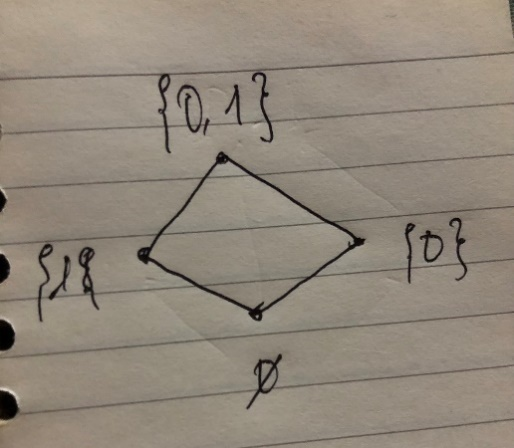 {0,1}
{1{
{0}
∅